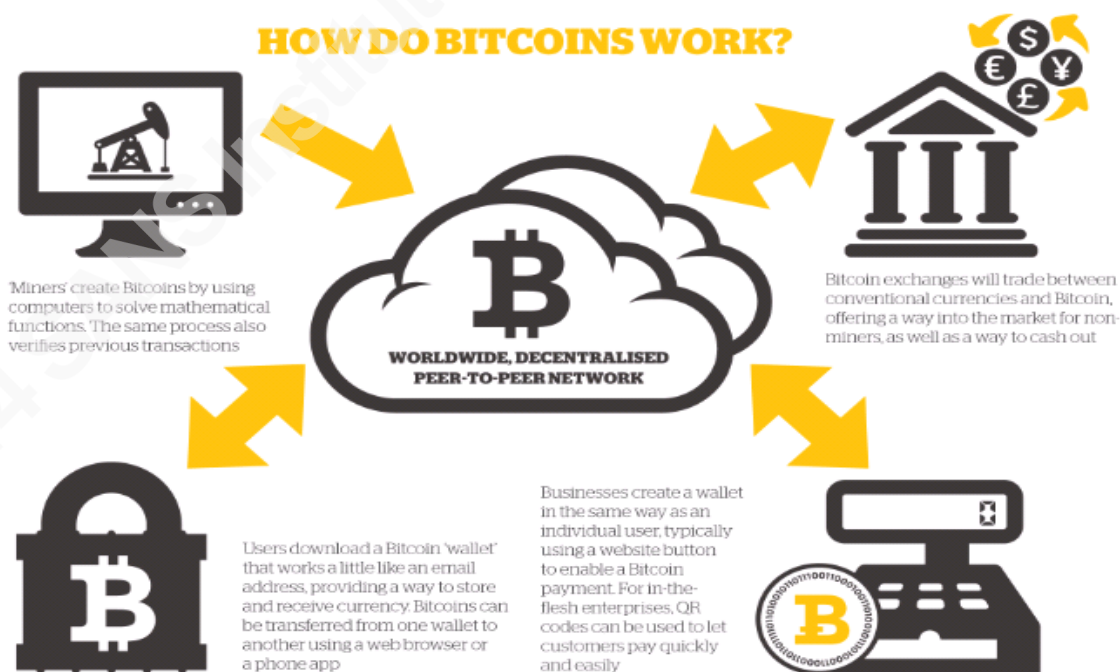 HOW DO BITCOINS WORK?
$
€
¥
£
'Miners' create Bitcoins by using
computers to solve mathematical
functions. The same process also
verifies previous transactions
WORLDWIDE, DECENTRALISED
PEER-TO-PEER NETWORK
Bitcoin exchanges will trade between
conventional currencies and Bitcoin,
offering a way into the market for non-
miners, as well as a way to cash out
Users download a Bitcoin 'wallet'
that works a little like an email
address, providing a way to store
and receive currency. Bitcoins can
be transferred from one wallet to
another using a web browser or
a phone app
Businesses create a wallet
in the same way as an
individual user, typically
using a website button
to enable a Bitcoin
payment. For in-the-
flesh enterprises, QR
codes can be used to let
customers pay quickly
and easily